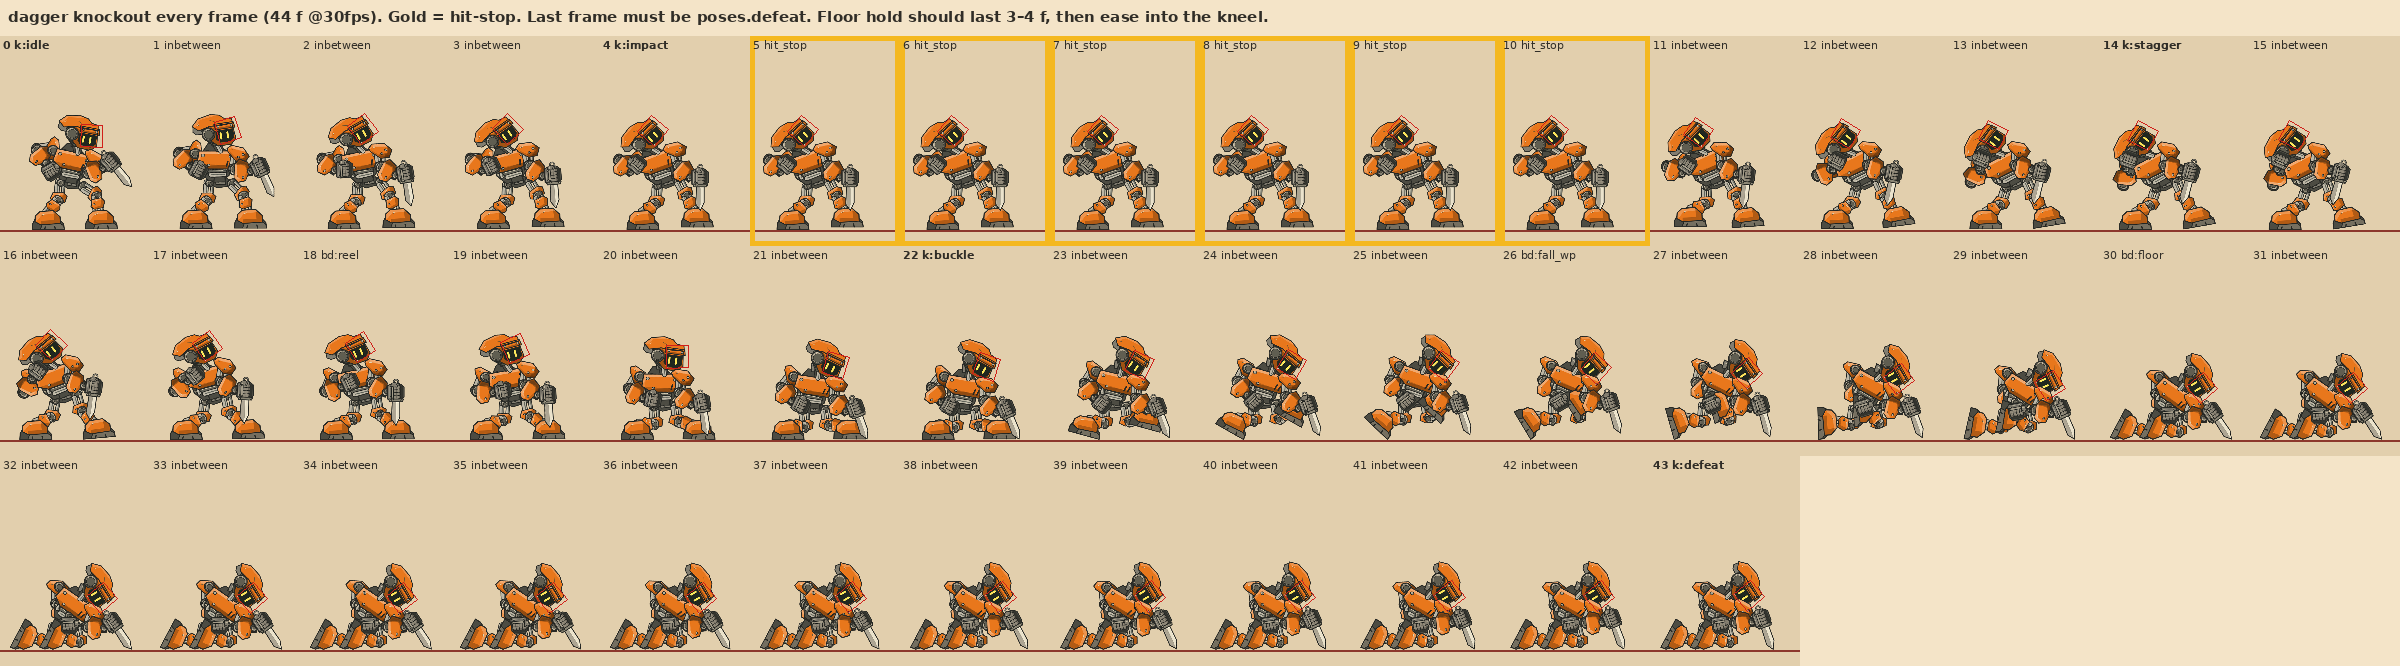 dagger knockout every frame (44 f @30fps). Gold = hit-stop. Last frame must be poses.defeat. Floor hold should last 3–4 f, then ease into the kneel.
0 k:idle 1 inbetween 2 inbetween 3 inbetween 4 k:impact 5 hit_stop 6 hit_stop 7 hit_stop 8 hit_stop 9 hit_stop 10 hit_stop 11 inbetween 12 inbetween 13 inbetween 14 k:stagger 15 inbetween
16 inbetween 17 inbetween 18 bd:reel 19 inbetween 20 inbetween 21 inbetween 22 k:buckle 23 inbetween 24 inbetween 25 inbetween 26 bd:fall_wp 27 inbetween 28 inbetween 29 inbetween 30 bd:floor 31 inbetween
32 inbetween 33 inbetween 34 inbetween 35 inbetween 36 inbetween 37 inbetween 38 inbetween 39 inbetween 40 inbetween 41 inbetween 42 inbetween 43 k:defeat